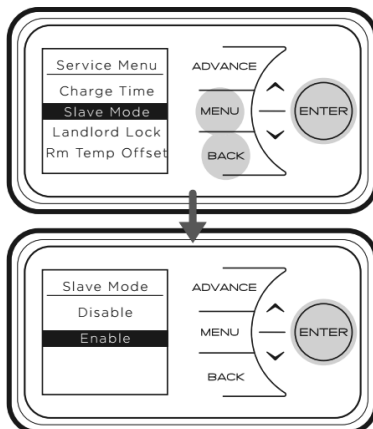 Service Menu
Charge Time
Slave Mode
Landlord Lock
Rm Temp Offset
ADVANCE
MENU
BACK
ENTER
Slave Mode
Disable
Enable
ADVANCE
MENU
BACK
ENTER